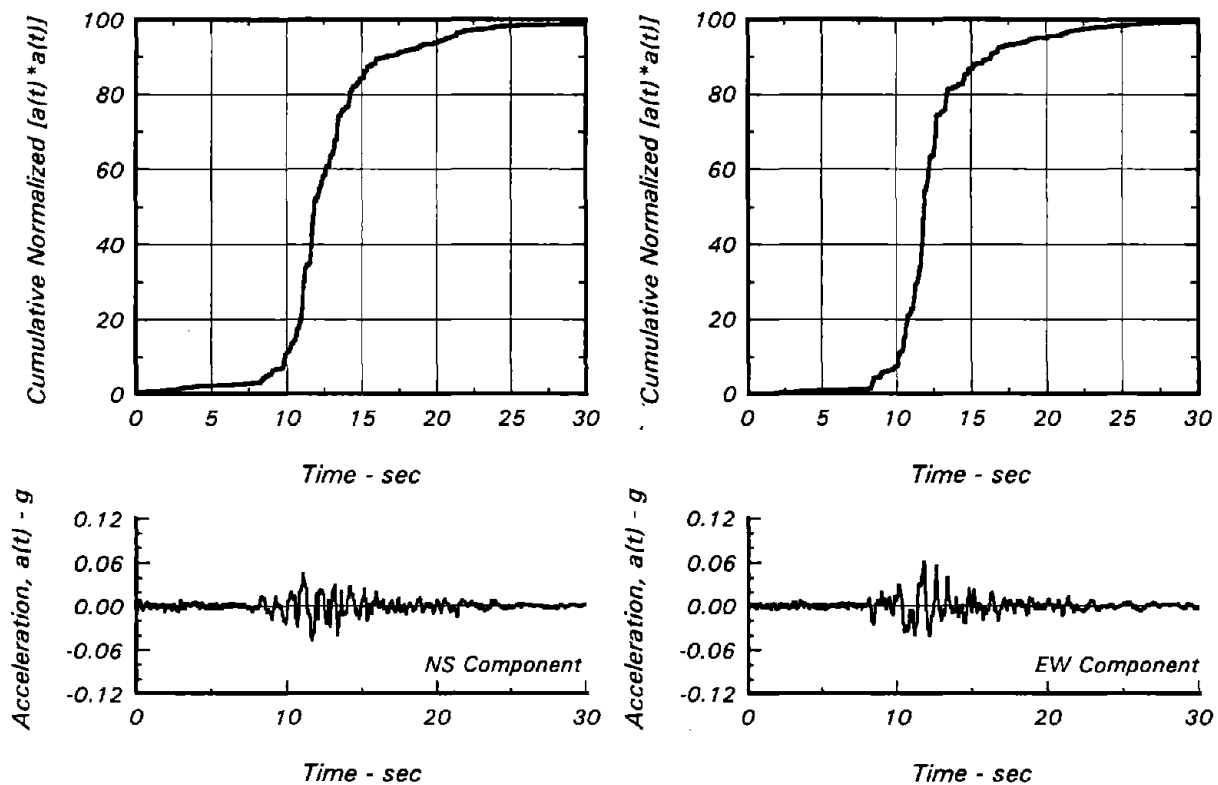 Cumulative Normalized [a(t)*a(t)]
100
80
60
40
20
0
0 5 10 15 20 25 30
Time - sec
Cumulative Normalized [a(t)*a(t)]
100
80
60
40
20
0
0 5 10 15 20 25 30
Time - sec
Acceleration, a(t) - g
0.12
0.06
0.00
-0.06
-0.12
NS Component
0 10 20 30
Time - sec
Acceleration, a(t) - g
0.12
0.06
0.00
-0.06
-0.12
EW Component
0 10 20 30
Time - sec